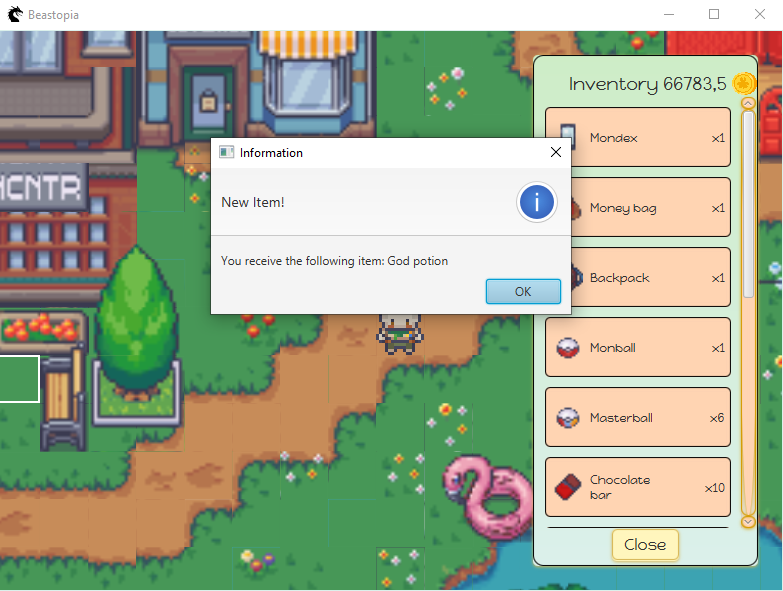 Beastopia
Inventory 66783,5
Mondex x1
Information
New Item!
Money bag x1
You receive the following item: God potion
Backpack x1
OK
Monball x1
Masterball x6
Chocolate
bar x10
Close